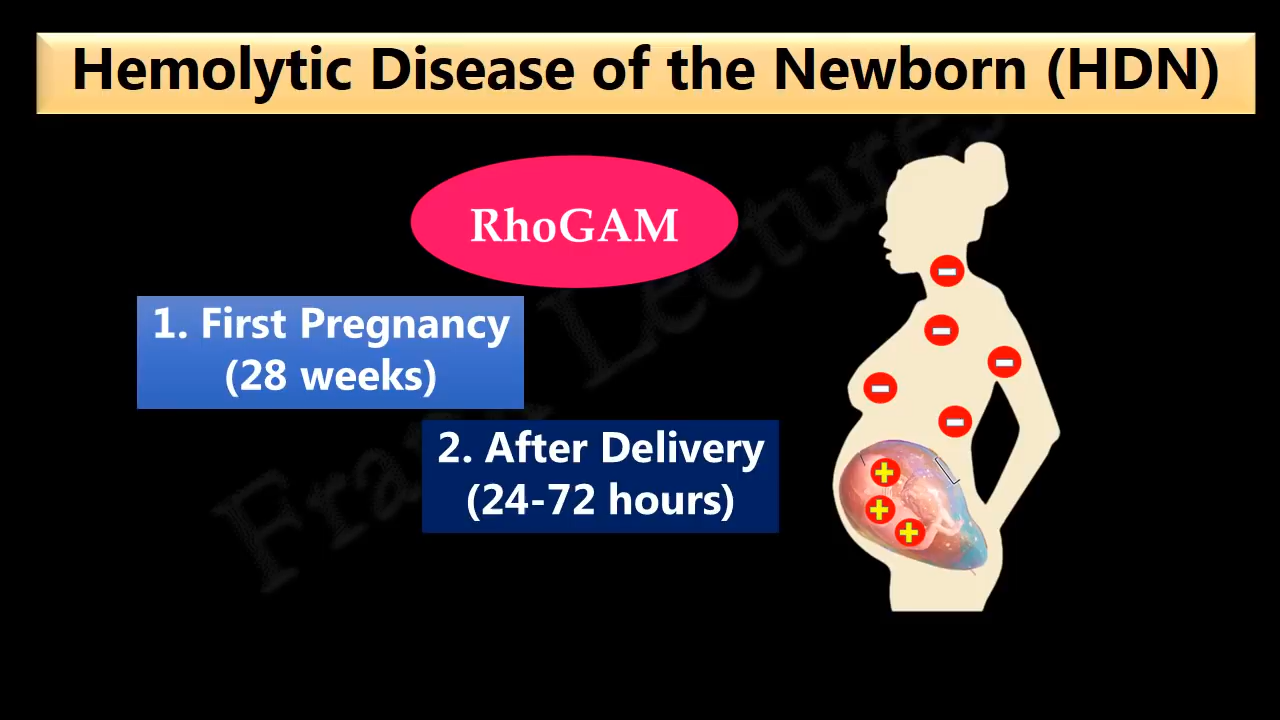 Hemolytic Disease of the Newborn (HDN)
RhoGAM
1. First Pregnancy
(28 weeks)
2. After Delivery
(24-72 hours)